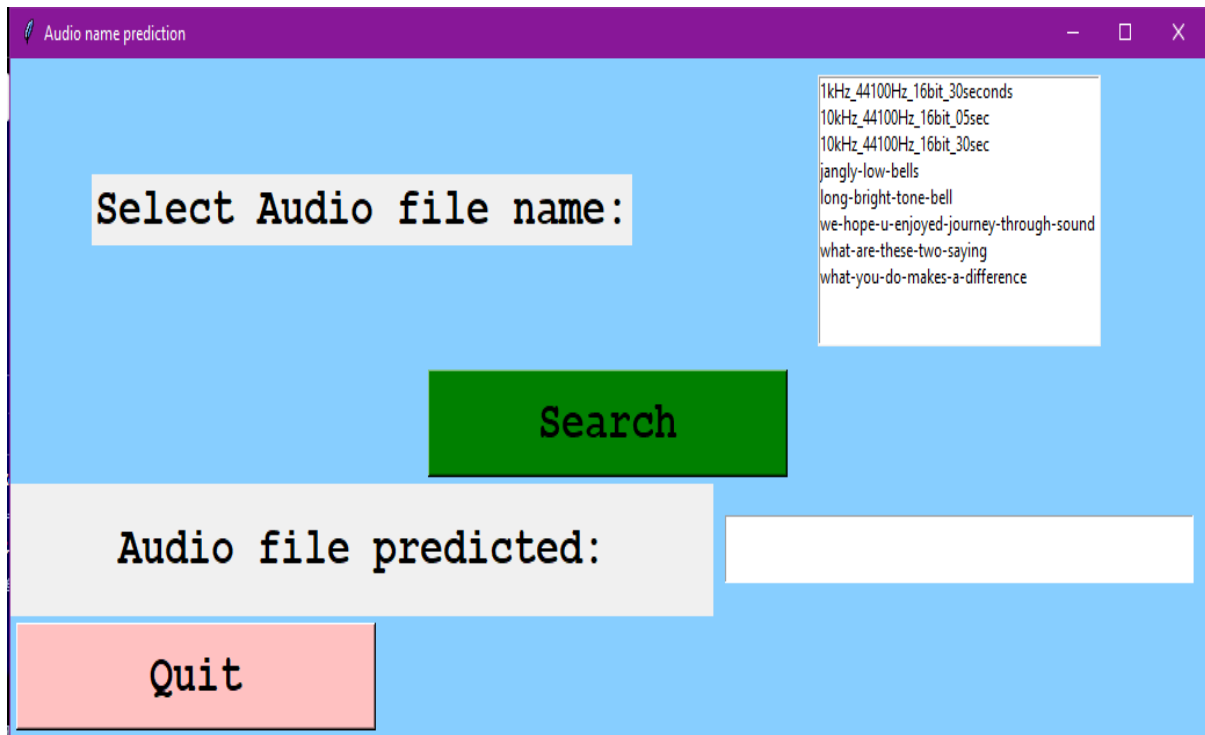 Audio name prediction
1kHz_44100Hz_16bit_30seconds
10kHz_44100Hz_16bit_05sec
10kHz_44100Hz_16bit_30sec
jangly-low-bells
long-bright-tone-bell
we-hope-u-enjoyed-journey-through-sound
what-are-these-two-saying
what-you-do-makes-a-difference
Select Audio file name:
Search
Audio file predicted:
Quit